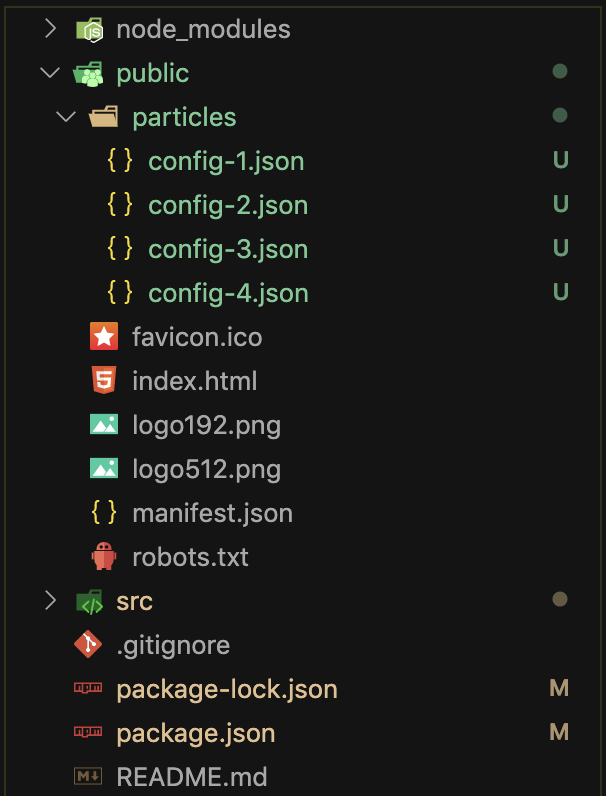 node_modules
public
particles
config-1.json U
config-2.json U
config-3.json U
config-4.json U
favicon.ico
index.html
logo192.png
logo512.png
manifest.json
robots.txt
src
.gitignore
package-lock.json M
package.json M
README.md